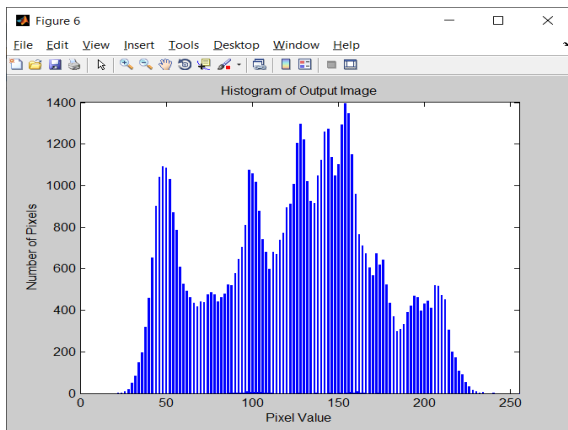 Figure 6
File Edit View Insert Tools Desktop Window Help
Histogram of Output Image
Number of Pixels
1400
1200
1000
800
600
400
200
0
0 50 100 150 200 250
Pixel Value